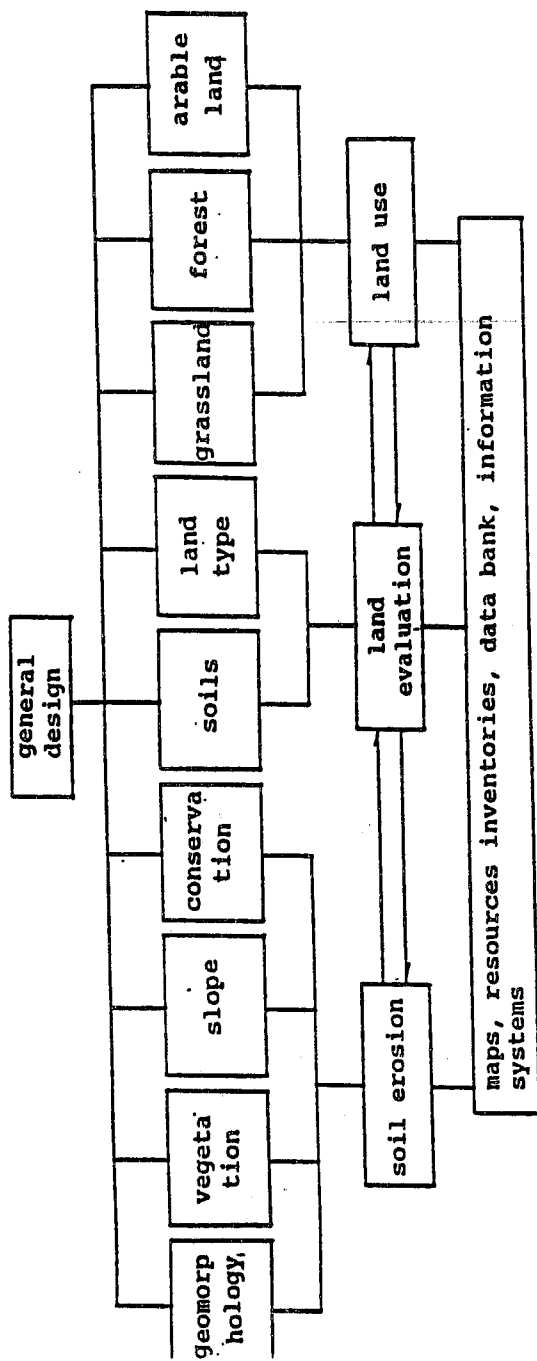 general
design
geomorp
hology
vegeta
tion
slope
conserva
tion
soils
land
type
grassland
forest
arable
land
soil erosion
land
evaluation
land use
maps, resources inventories, data bank, information
systems